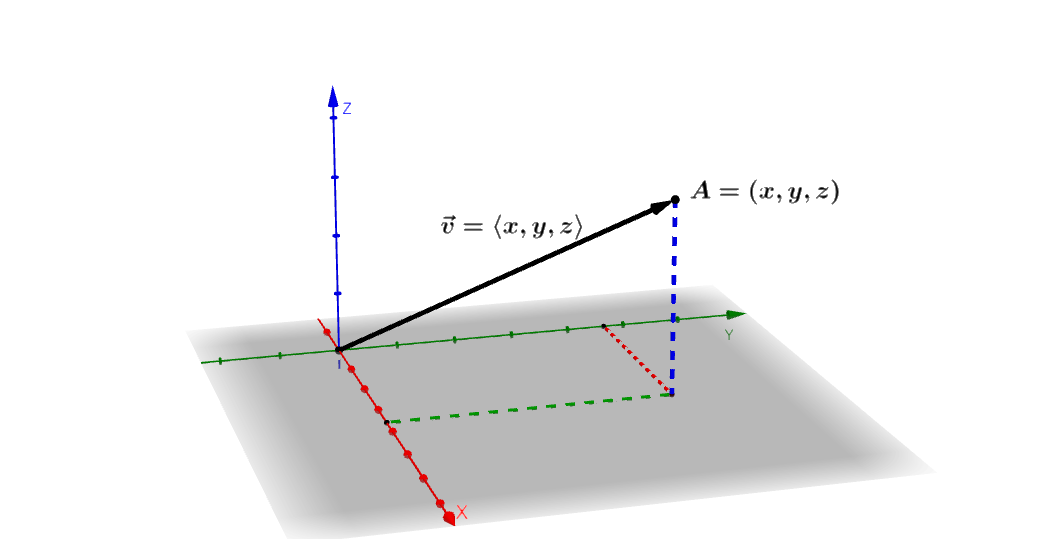 Z
A = (x, y, z)
v⃗ = ⟨x, y, z⟩
Y
X